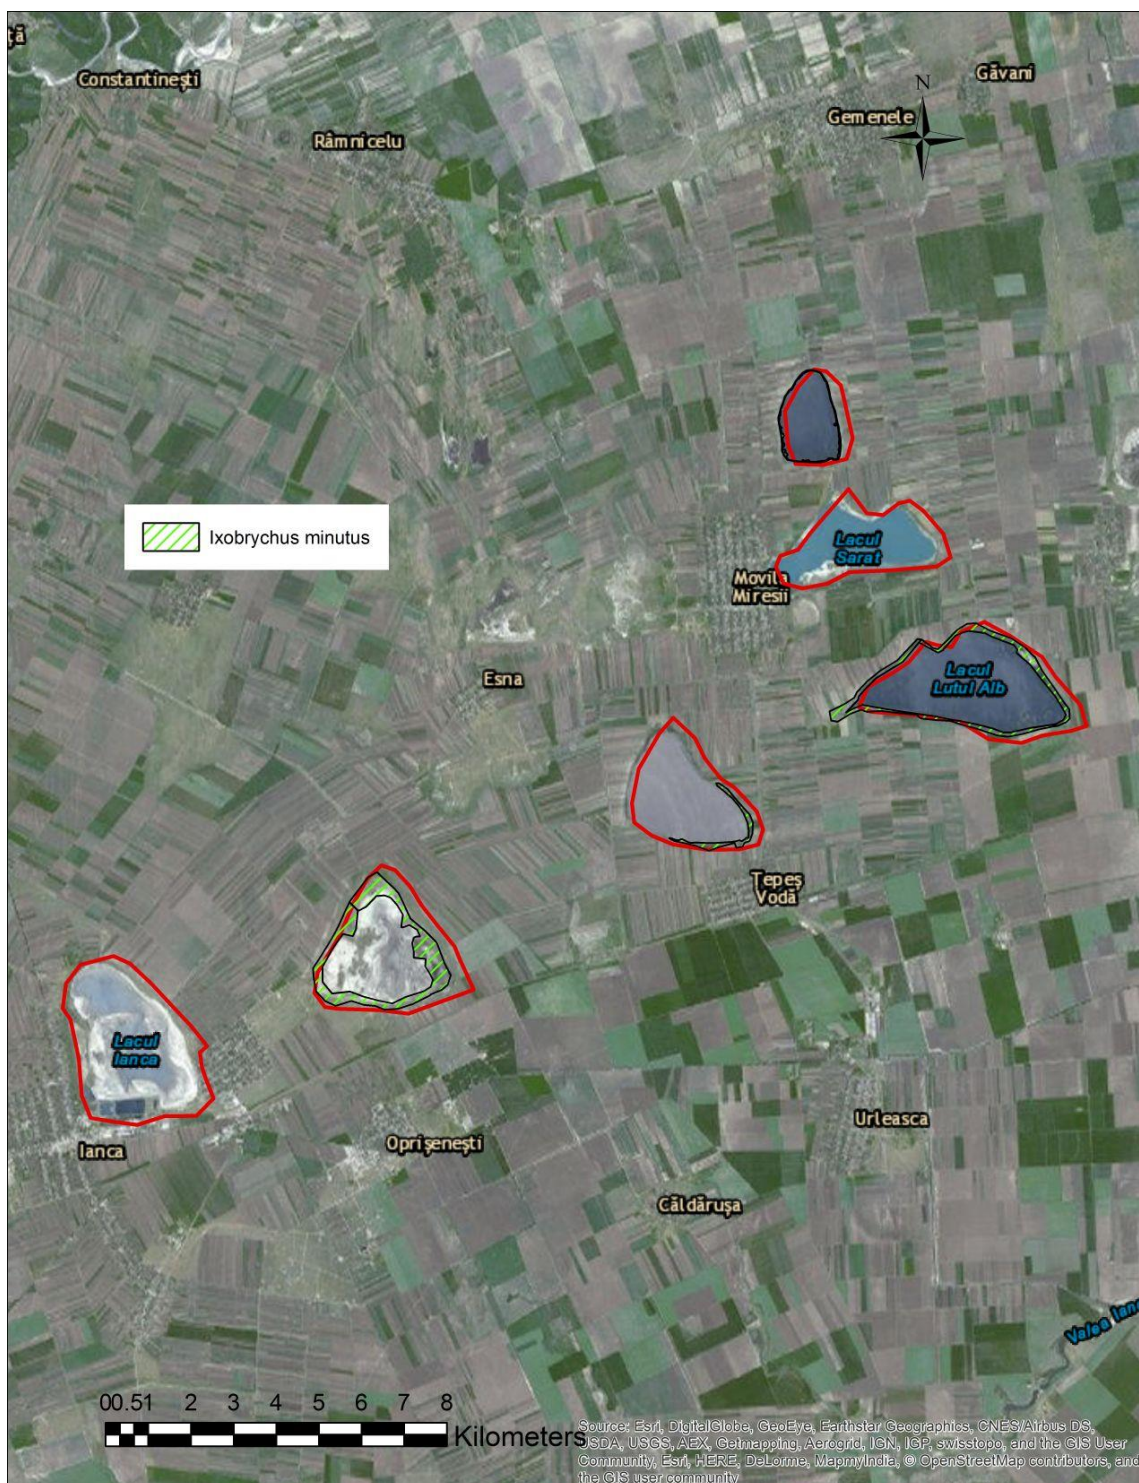 ță
Constantinești
Găvani
N
Gemenele
Râmnicelu
Ixobrychus minutus
Lacul
Sarat
Movila
Miresii
Esna
Lacul
Lutul Alb
Țepeș
Vodă
Lacul
Ianca
Urleasca
Ianca
Oprișenești
Căldărușa
Valea Ianc
00.51 2 3 4 5 6 7 8
Kilometers
Source: Esri, DigitalGlobe, GeoEye, Earthstar Geographics, CNES/Airbus DS,
USDA, USGS, AEX, Getmapping, Aerogrid, IGN, IGP, swisstopo, and the GIS User
Community, Esri, HERE, DeLorme, MapmyIndia, © OpenStreetMap contributors, and
the GIS user community